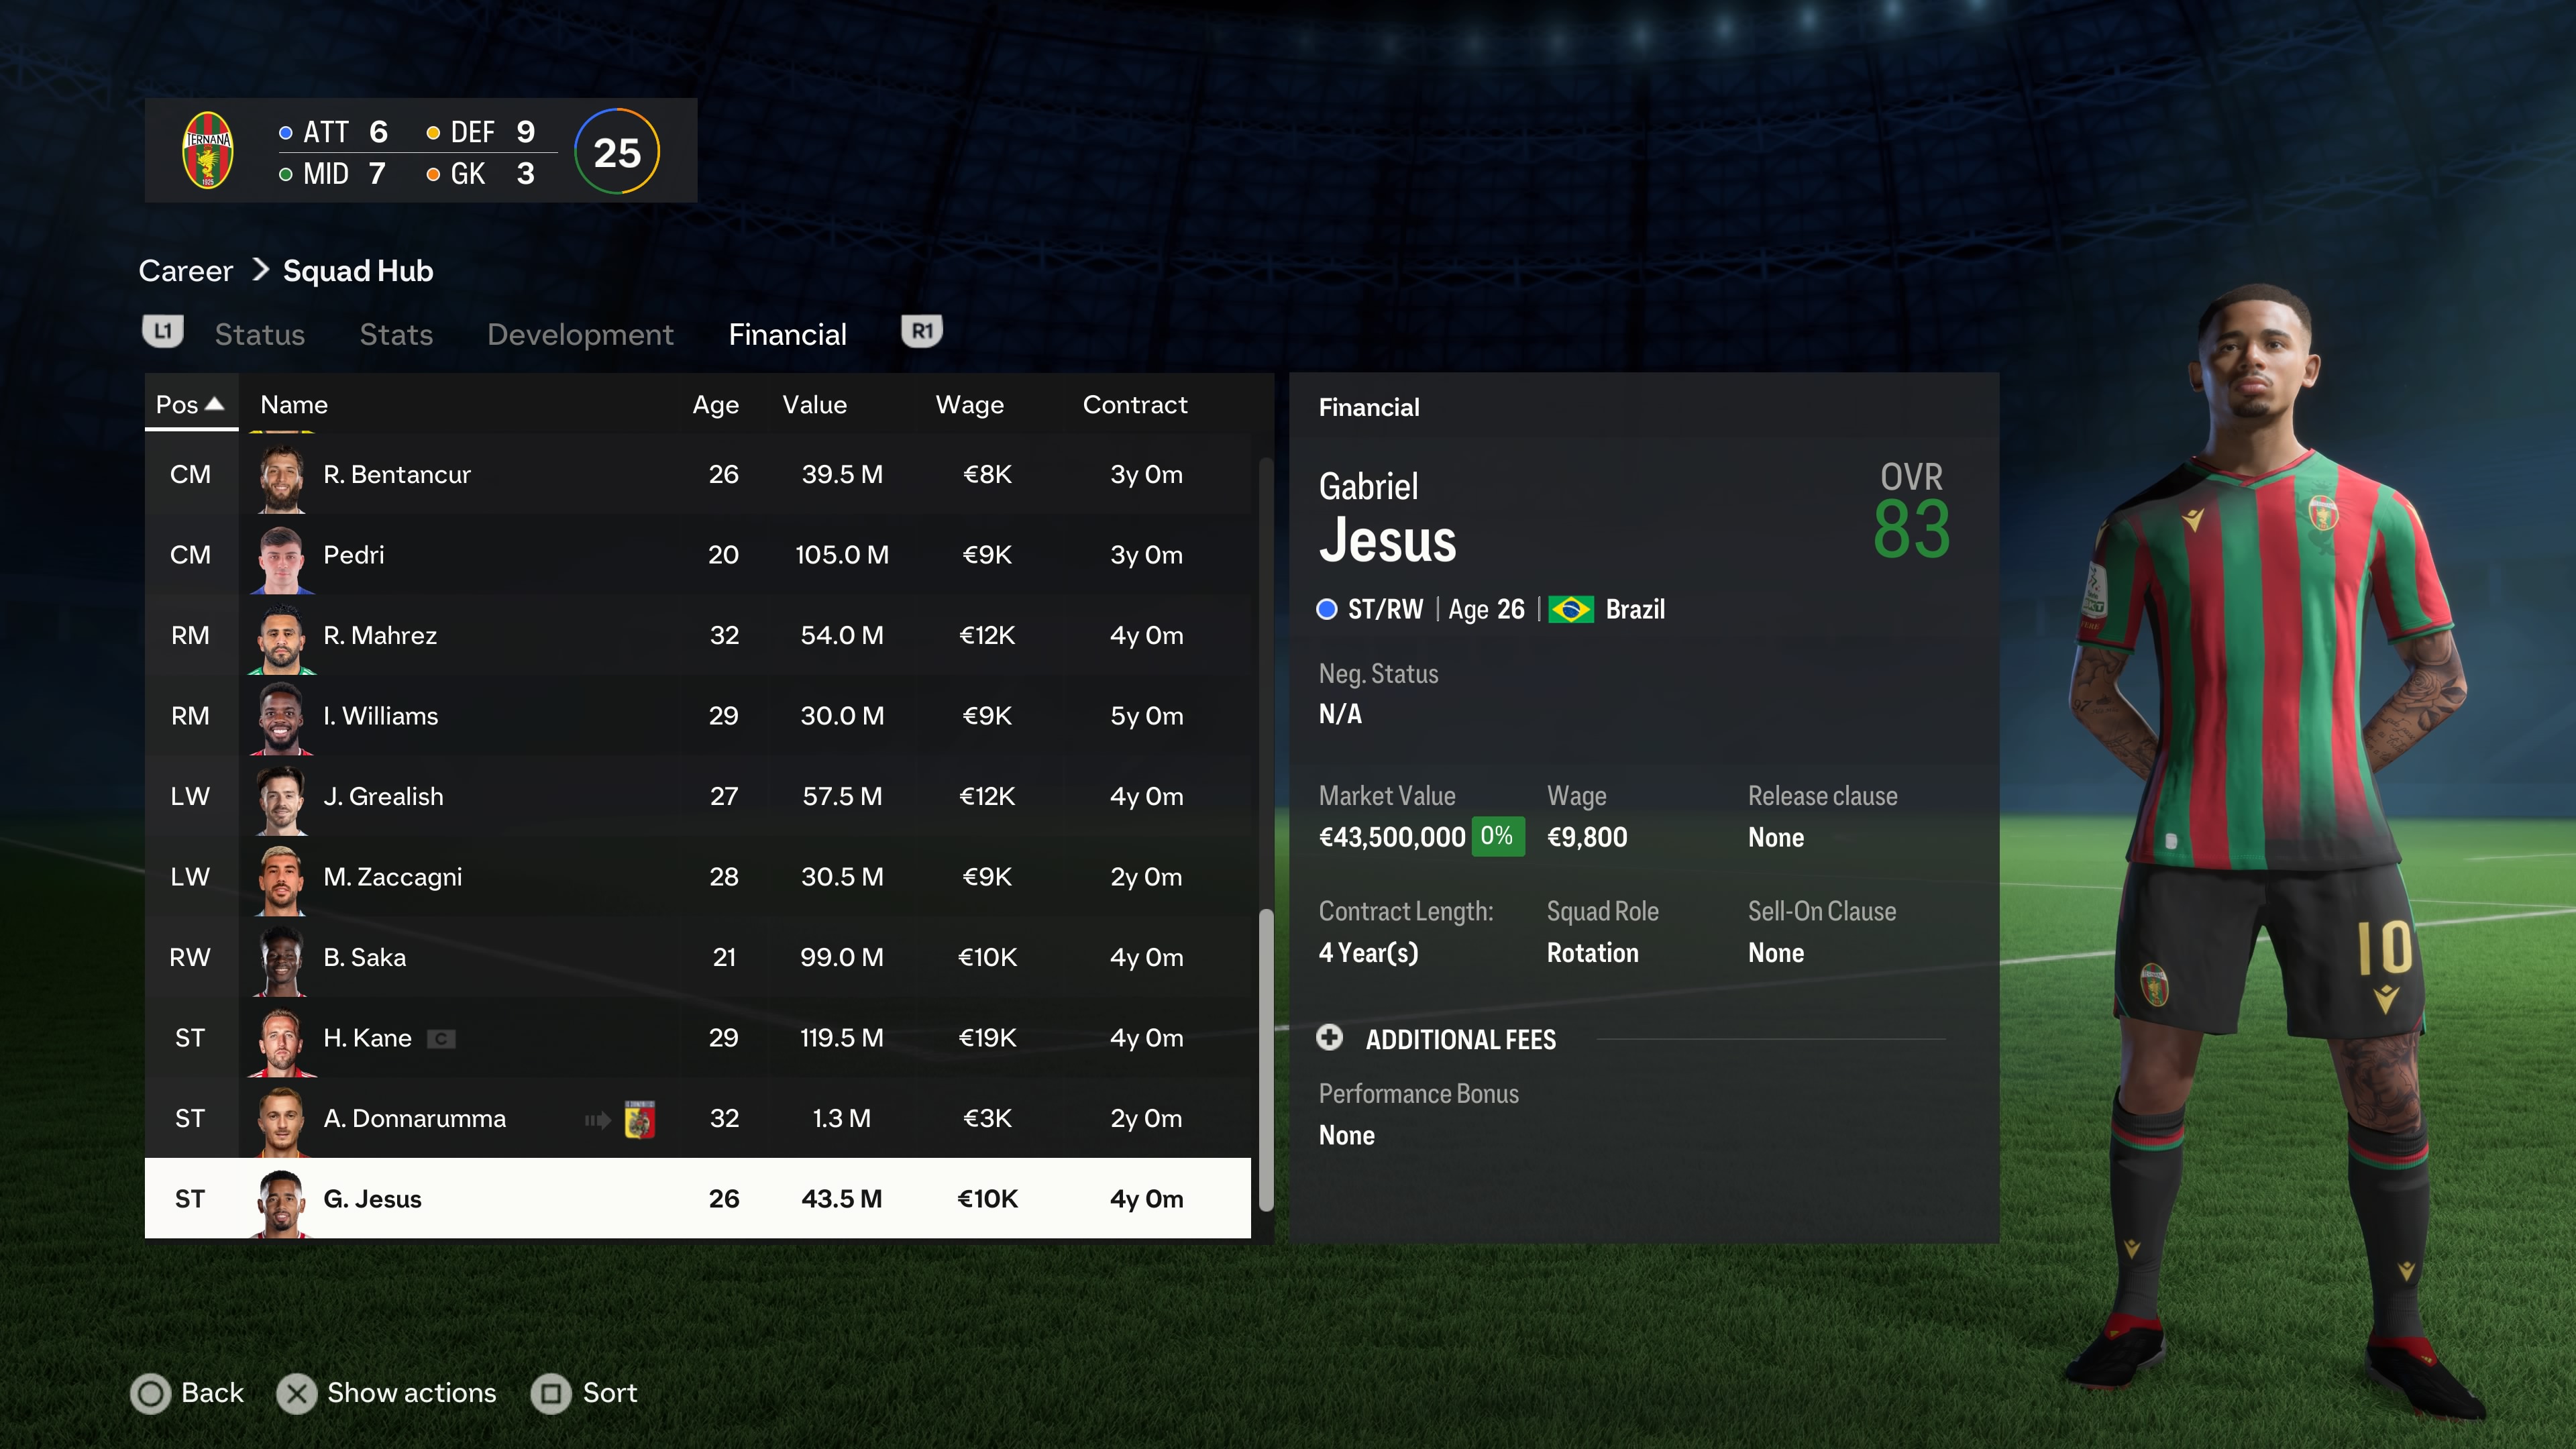 TERNANA
1925
ATT 6 DEF 9
MID 7 GK 3
25
Career > Squad Hub
L1 Status Stats Development Financial R1
Pos Name Age Value Wage Contract
CM R. Bentancur 26 39.5 M €8K 3y 0m
CM Pedri 20 105.0 M €9K 3y 0m
RM R. Mahrez 32 54.0 M €12K 4y 0m
RM I. Williams 29 30.0 M €9K 5y 0m
LW J. Grealish 27 57.5 M €12K 4y 0m
LW M. Zaccagni 28 30.5 M €9K 2y 0m
RW B. Saka 21 99.0 M €10K 4y 0m
ST H. Kane C 29 119.5 M €19K 4y 0m
ST A. Donnarumma 32 1.3 M €3K 2y 0m
ST G. Jesus 26 43.5 M €10K 4y 0m
Financial
Gabriel
Jesus
OVR
83
ST/RW | Age 26 | Brazil
Neg. Status
N/A
Market Value Wage Release clause
€43,500,000 0% €9,800 None
Contract Length: Squad Role Sell-On Clause
4 Year(s) Rotation None
ADDITIONAL FEES
Performance Bonus
None
10
Back Show actions Sort